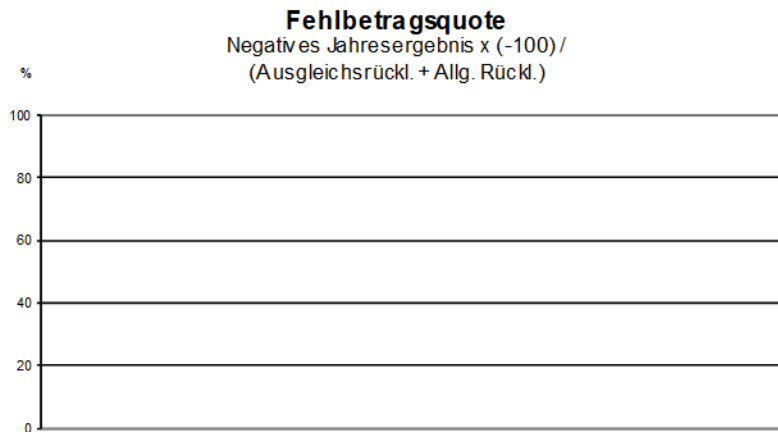 Fehlbetragsquote
Negatives Jahresergebnis x (-100) /
(Ausgleichsrückl. + Allg. Rückl.)
%
100
80
60
40
20
0